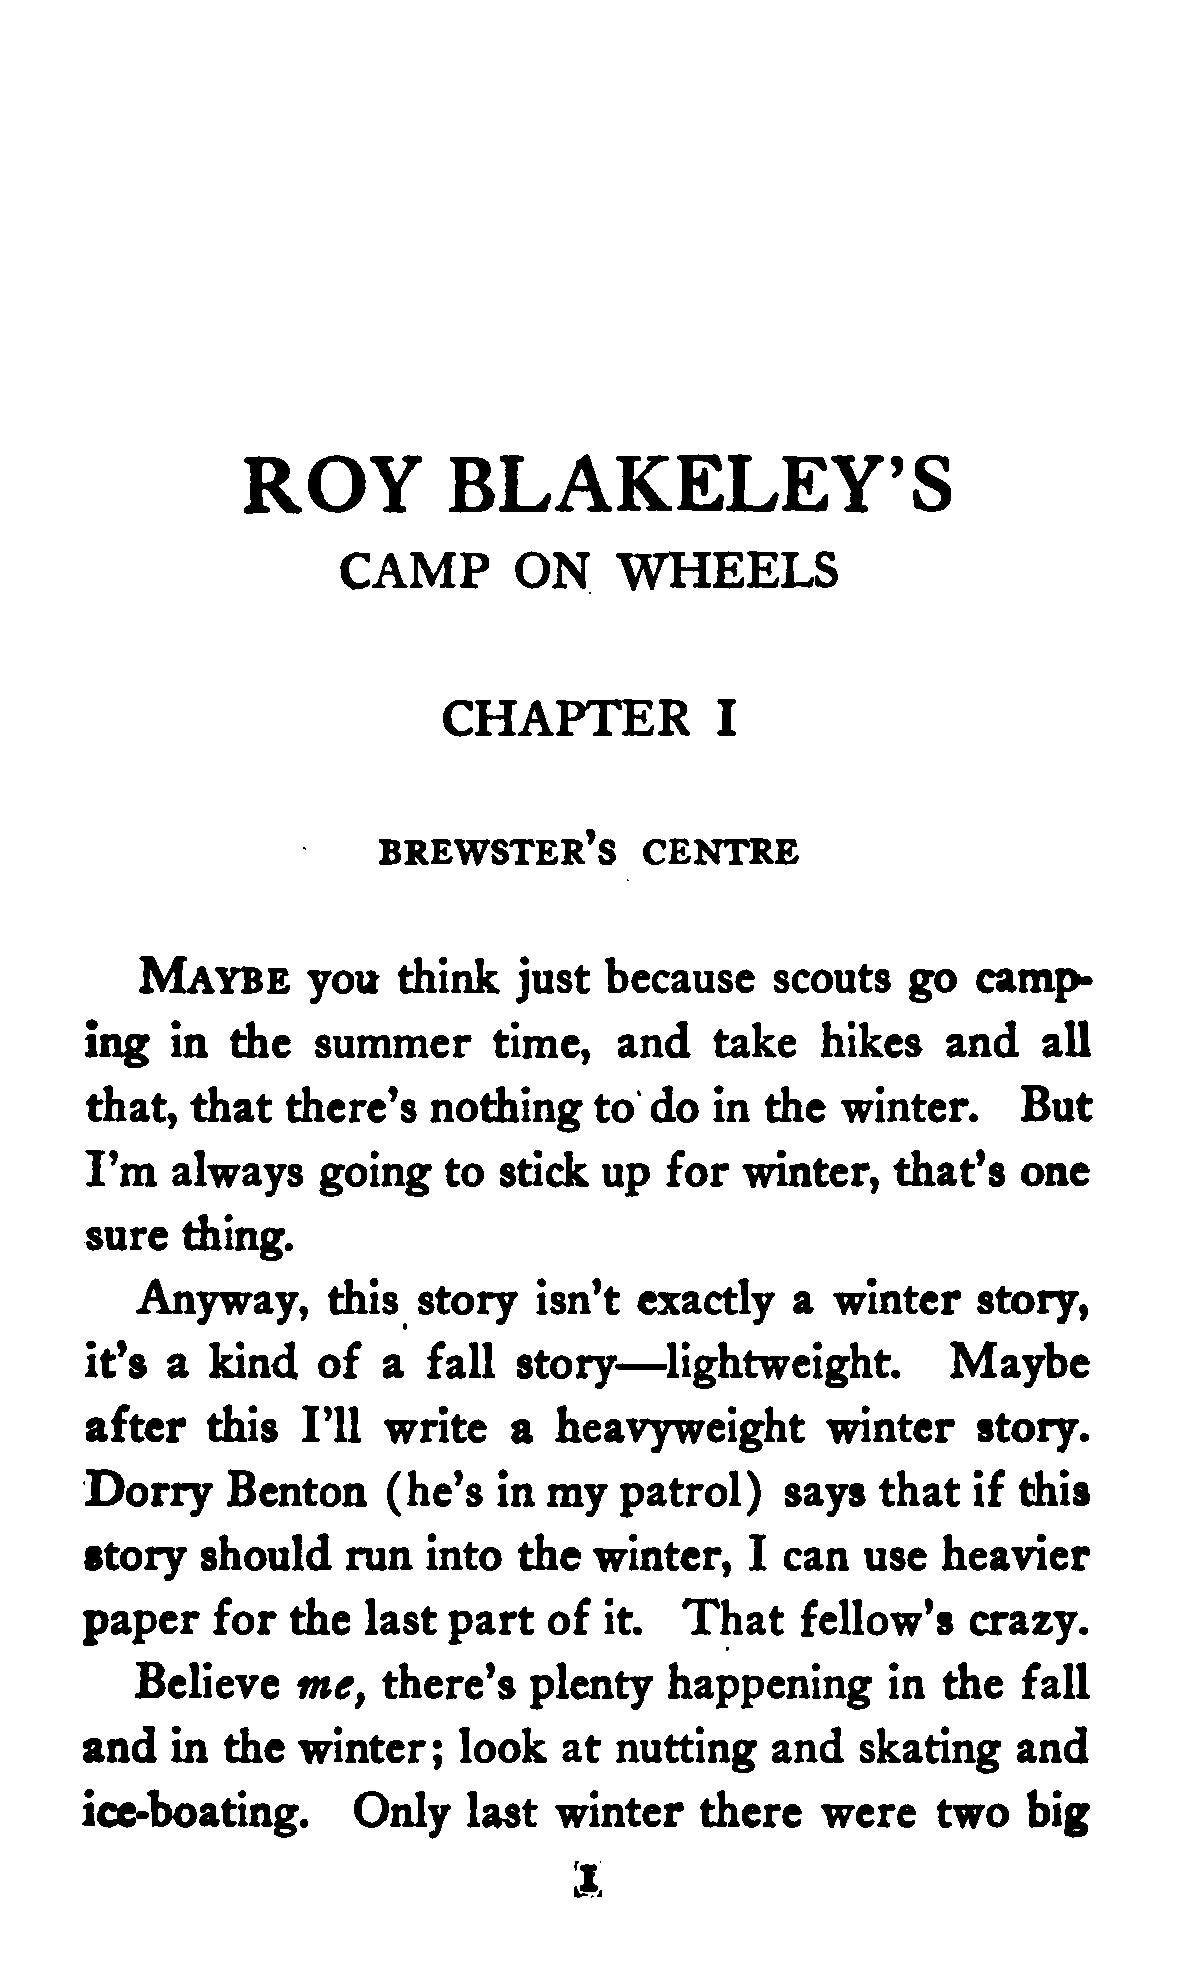 ROY BLAKELEY'S
CAMP ON WHEELS
CHAPTER I
BREWSTER'S CENTRE
MAYBE you think just because scouts go camp-
ing in the summer time, and take hikes and all
that, that there's nothing to do in the winter. But
I'm always going to stick up for winter, that's one
sure thing.
Anyway, this story isn't exactly a winter story,
it's a kind of a fall story—lightweight. Maybe
after this I'll write a heavyweight winter story.
Dorry Benton (he's in my patrol) says that if this
story should run into the winter, I can use heavier
paper for the last part of it. That fellow's crazy.
Believe me, there's plenty happening in the fall
and in the winter; look at nutting and skating and
ice-boating. Only last winter there were two big
1